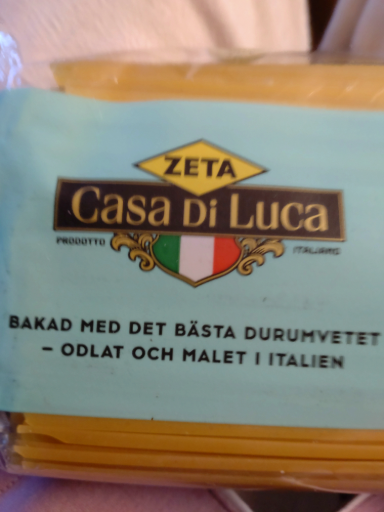 ZETA
Casa Di Luca
PRODOTTO ITALIANO
BAKAD MED DET BÄSTA DURUMVETET
– ODLAT OCH MALET I ITALIEN